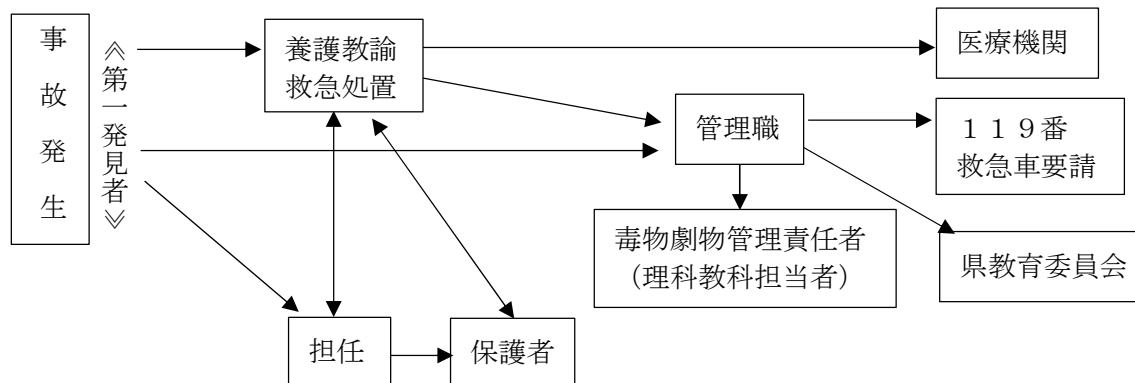 事故発生
≪第一発見者≫
養護教諭
救急処置
医療機関
管理職
１１９番
救急車要請
毒物劇物管理責任者
（理科教科担当者）
県教育委員会
担任
保護者